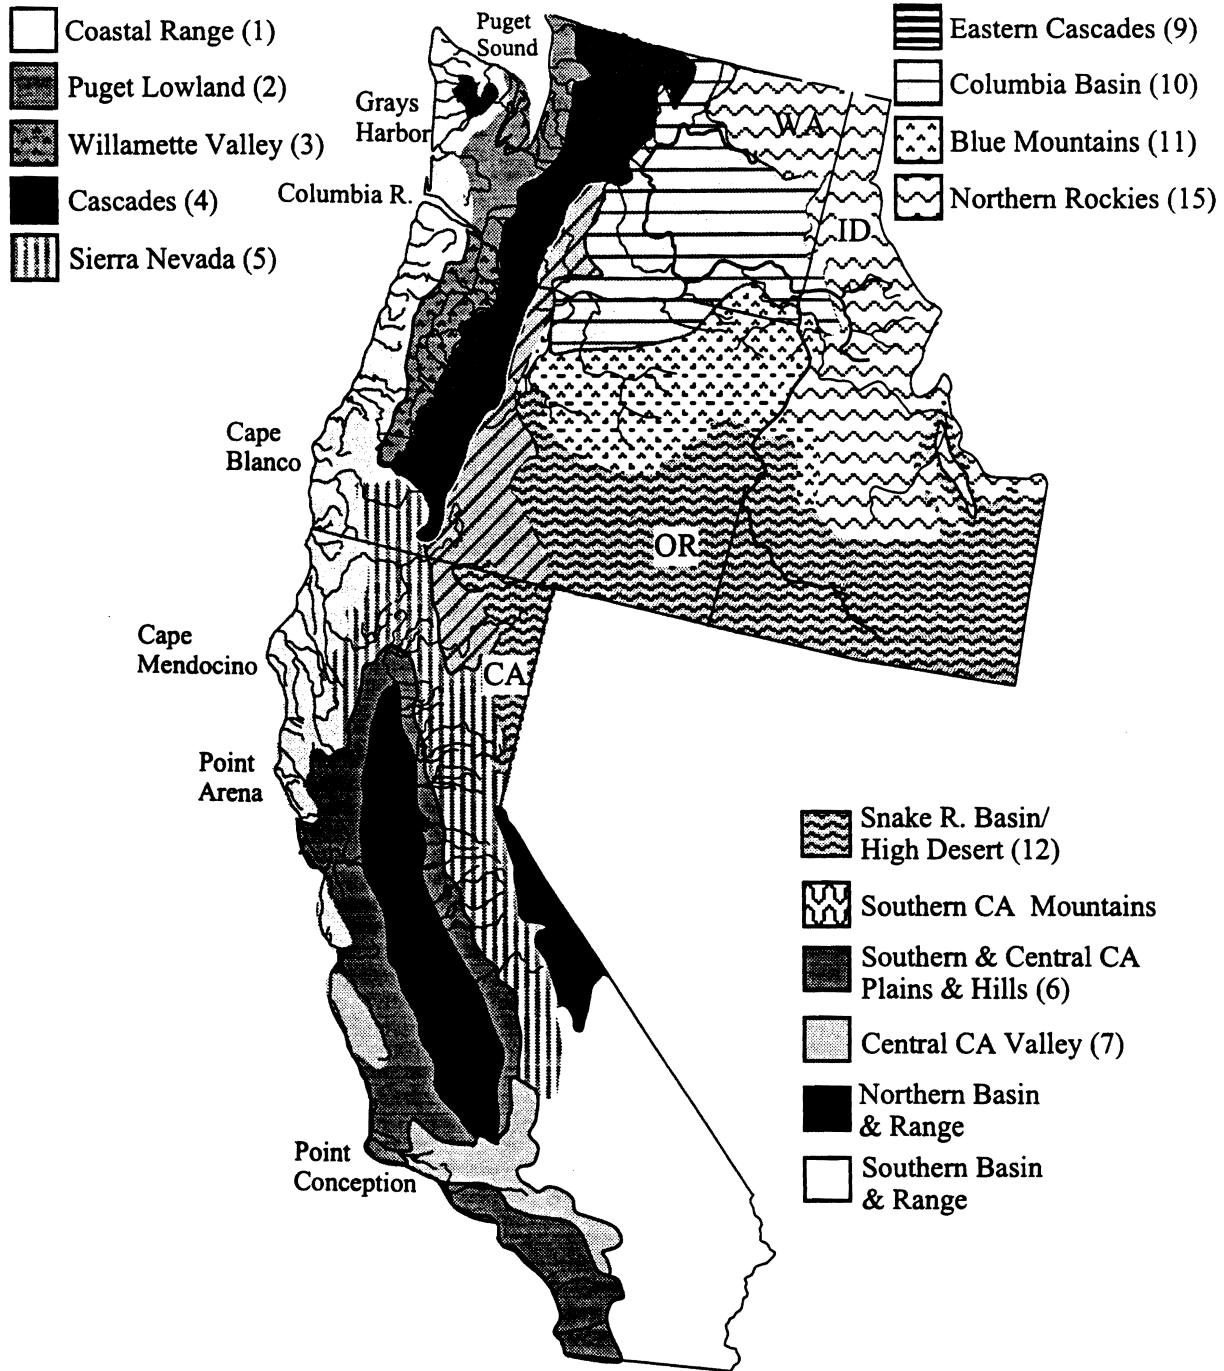 Coastal Range (1)
Puget Lowland (2)
Willamette Valley (3)
Cascades (4)
Sierra Nevada (5)
Puget
Sound
Grays
Harbor
Columbia R.
Eastern Cascades (9)
Columbia Basin (10)
Blue Mountains (11)
Northern Rockies (15)
WA
ID
Cape
Blanco
OR
Cape
Mendocino
CA
Point
Arena
Snake R. Basin/
High Desert (12)
Southern CA Mountains
Southern & Central CA
Plains & Hills (6)
Central CA Valley (7)
Northern Basin
& Range
Southern Basin
& Range
Point
Conception